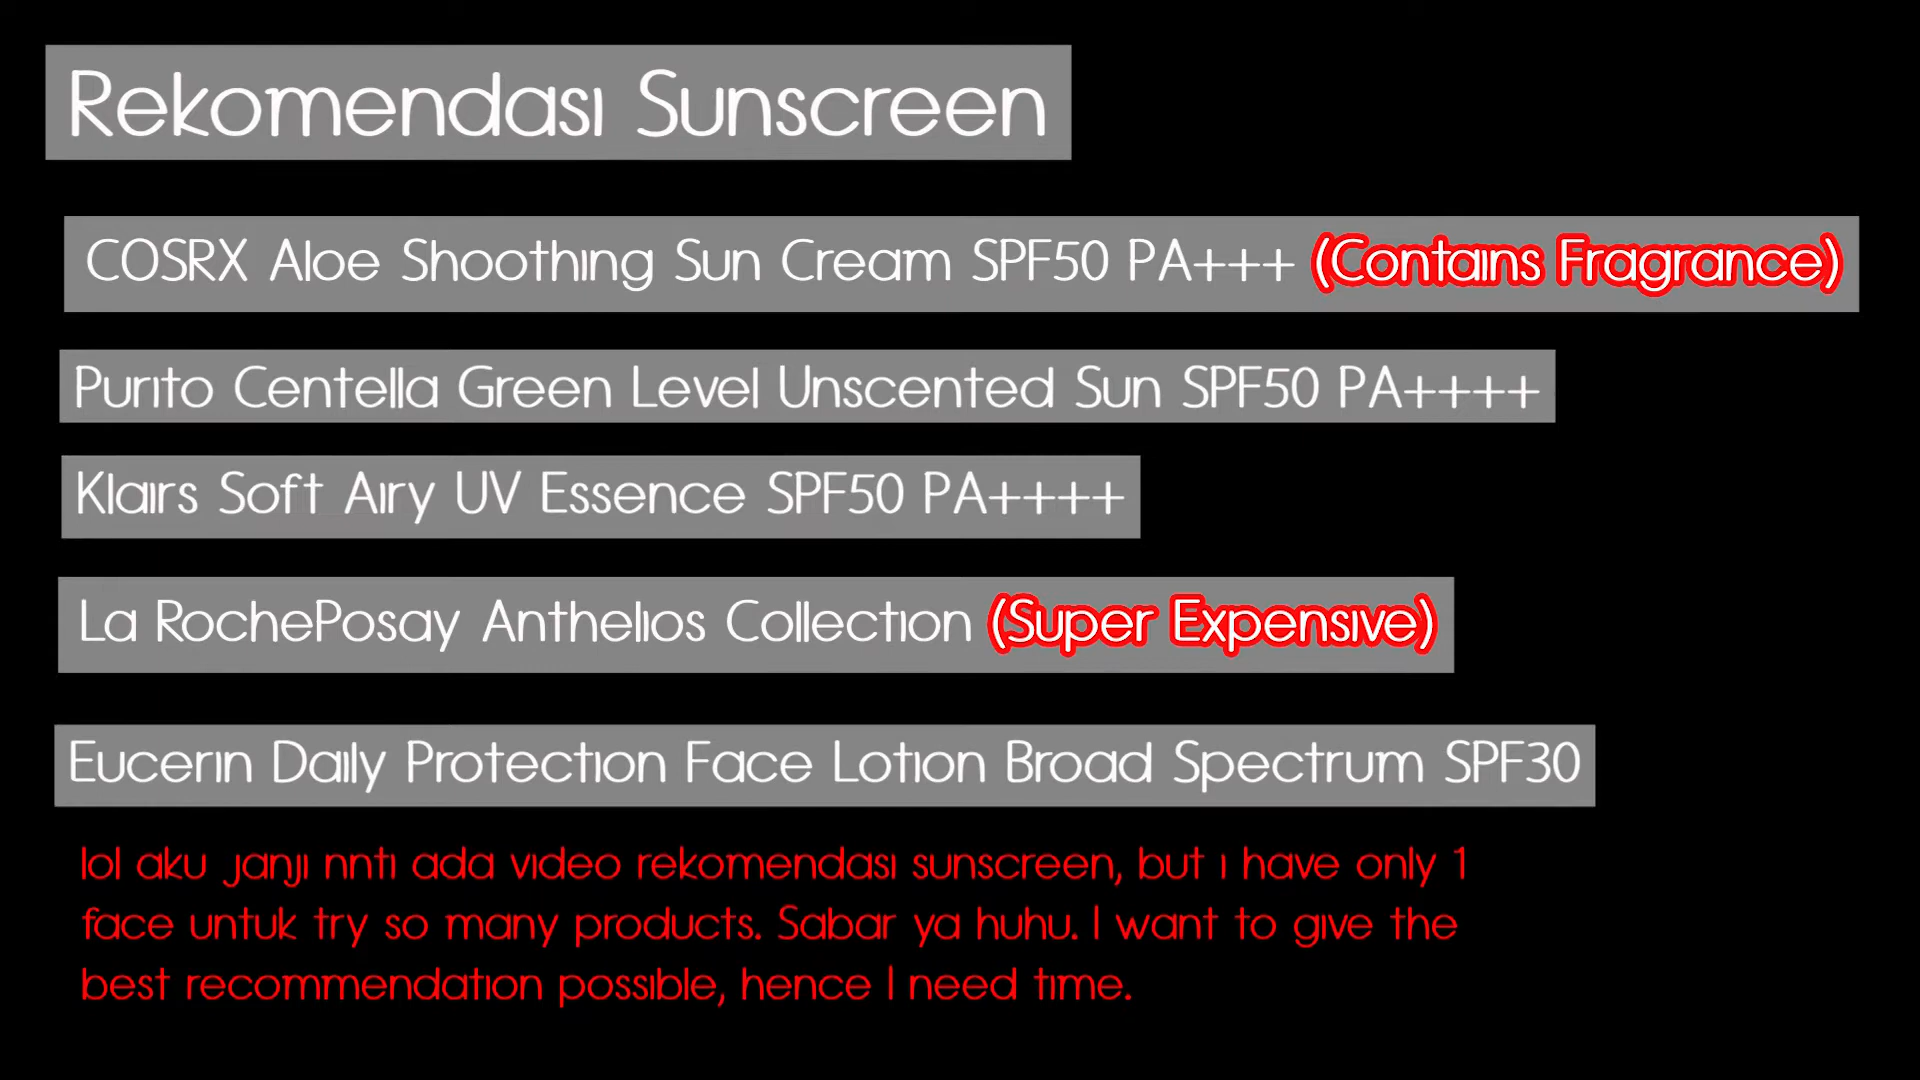 Rekomendasi Sunscreen
COSRX Aloe Shoothing Sun Cream SPF50 PA+++ (Contains Fragrance)
Purito Centella Green Level Unscented Sun SPF50 PA++++
Klairs Soft Airy UV Essence SPF50 PA++++
La RochePosay Anthelios Collection (Super Expensive)
Eucerin Daily Protection Face Lotion Broad Spectrum SPF30
lol aku janji nnti ada video rekomendasi sunscreen, but i have only 1
face untuk try so many products. Sabar ya huhu. I want to give the
best recommendation possible, hence I need time.